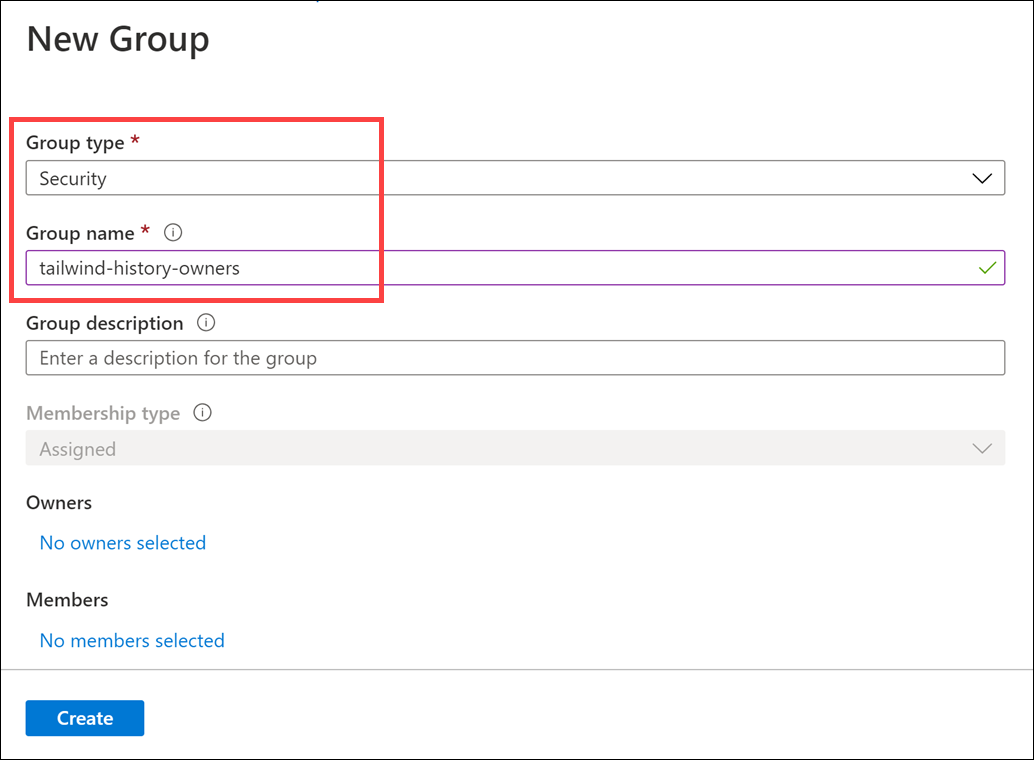 New Group
Group type *
Security
Group name *
tailwind-history-owners
Group description
Enter a description for the group
Membership type
Assigned
Owners
No owners selected
Members
No members selected
Create